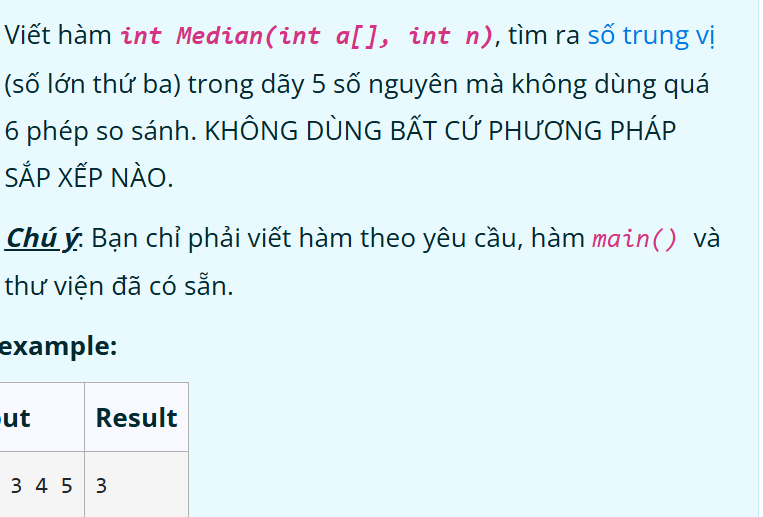 Viết hàm int Median(int a[], int n), tìm ra số trung vị
(số lớn thứ ba) trong dãy 5 số nguyên mà không dùng quá
6 phép so sánh. KHÔNG DÙNG BẤT CỨ PHƯƠNG PHÁP
SẮP XẾP NÀO.
Chú ý: Bạn chỉ phải viết hàm theo yêu cầu, hàm main() và
thư viện đã có sẵn.
example:
ut Result
3 4 5 3